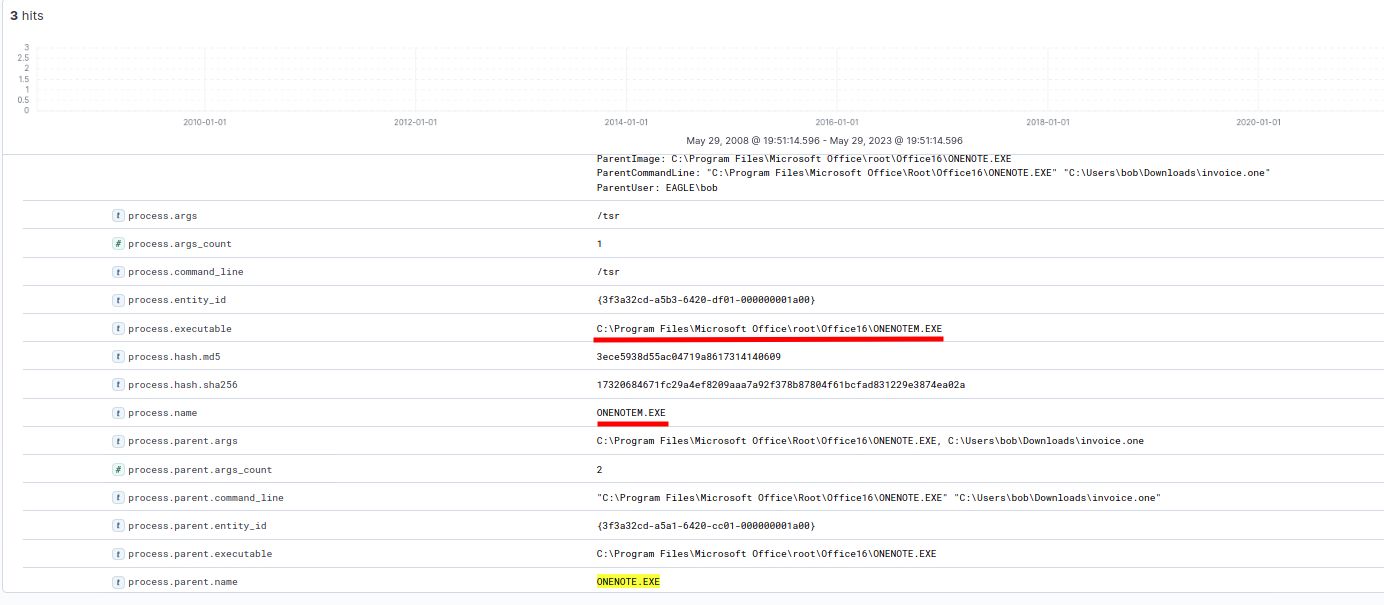 3 hits
3
2.5
2
1.5
1
0.5
0
2010-01-01 2012-01-01 2014-01-01 2016-01-01 2018-01-01 2020-01-01
May 29, 2008 @ 19:51:14.596 - May 29, 2023 @ 19:51:14.596
ParentImage: C:\Program Files\Microsoft Office\root\Office16\ONENOTE.EXE
ParentCommandLine: "C:\Program Files\Microsoft Office\Root\Office16\ONENOTE.EXE" "C:\Users\bob\Downloads\invoice.one"
ParentUser: EAGLE\bob
t process.args /tsr
# process.args_count 1
t process.command_line /tsr
t process.entity_id {3f3a32cd-a5b3-6420-df01-000000001a00}
t process.executable C:\Program Files\Microsoft Office\root\Office16\ONENOTEM.EXE
t process.hash.md5 3ece5938d55ac04719a8617314140609
t process.hash.sha256 17320684671fc29a4ef8209aaa7a92f378b87804f61bcfad831229e3874ea02a
t process.name ONENOTEM.EXE
t process.parent.args C:\Program Files\Microsoft Office\Root\Office16\ONENOTE.EXE, C:\Users\bob\Downloads\invoice.one
# process.parent.args_count 2
t process.parent.command_line "C:\Program Files\Microsoft Office\Root\Office16\ONENOTE.EXE" "C:\Users\bob\Downloads\invoice.one"
t process.parent.entity_id {3f3a32cd-a5a1-6420-cc01-000000001a00}
t process.parent.executable C:\Program Files\Microsoft Office\root\Office16\ONENOTE.EXE
t process.parent.name ONENOTE.EXE